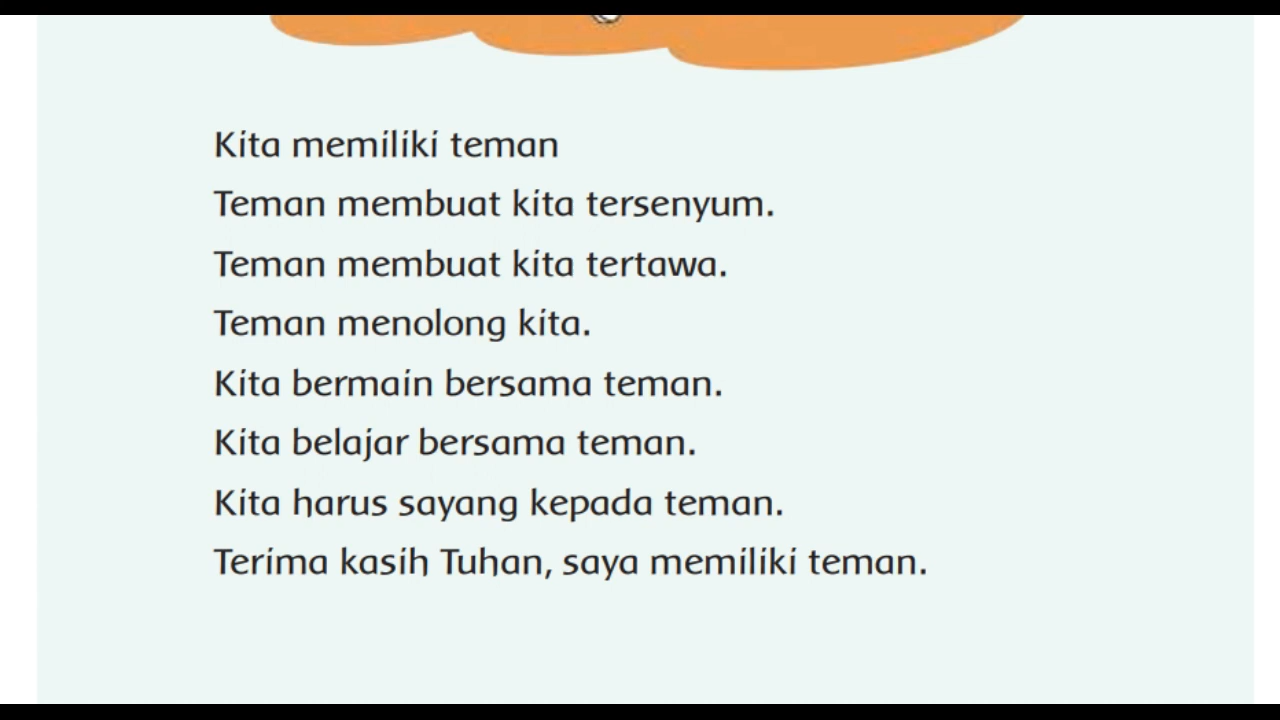 Kita memiliki teman
Teman membuat kita tersenyum.
Teman membuat kita tertawa.
Teman menolong kita.
Kita bermain bersama teman.
Kita belajar bersama teman.
Kita harus sayang kepada teman.
Terima kasih Tuhan, saya memiliki teman.